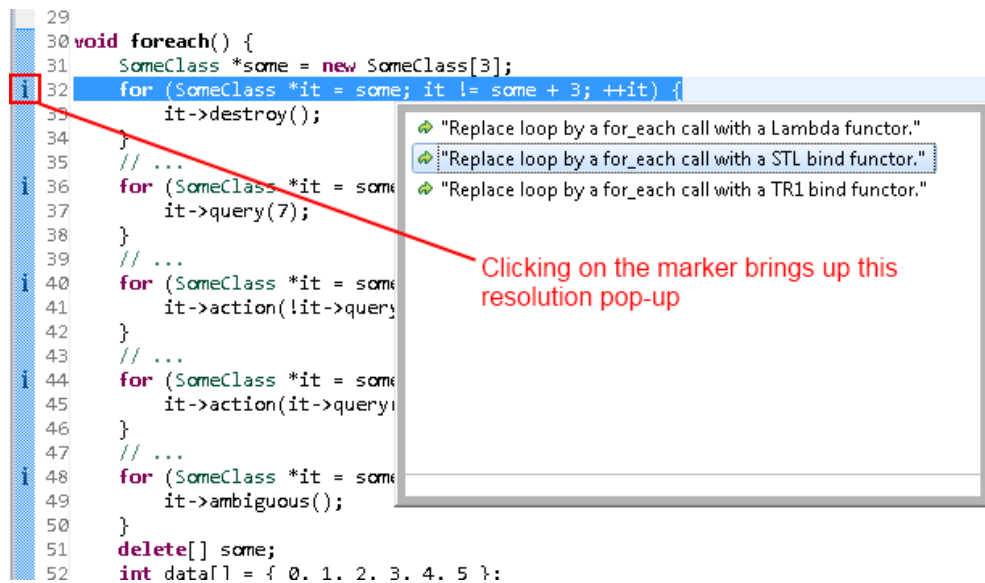 29
30 void foreach() {
31 SomeClass *some = new SomeClass[3];
i 32 for (SomeClass *it = some; it != some + 3; ++it) {
33 it->destroy();
34 }
35 // ...
i 36 for (SomeClass *it = some
37 it->query(7);
38 }
39 // ...
i 40 for (SomeClass *it = some
41 it->action(!it->query
42 }
43 // ...
i 44 for (SomeClass *it = some
45 it->action(it->query(
46 }
47 // ...
i 48 for (SomeClass *it = some
49 it->ambiguous();
50 }
51 delete[] some;
52 int data[] = { 0, 1, 2, 3, 4, 5 };
"Replace loop by a for_each call with a Lambda functor."
"Replace loop by a for_each call with a STL bind functor."
"Replace loop by a for_each call with a TR1 bind functor."
Clicking on the marker brings up this
resolution pop-up